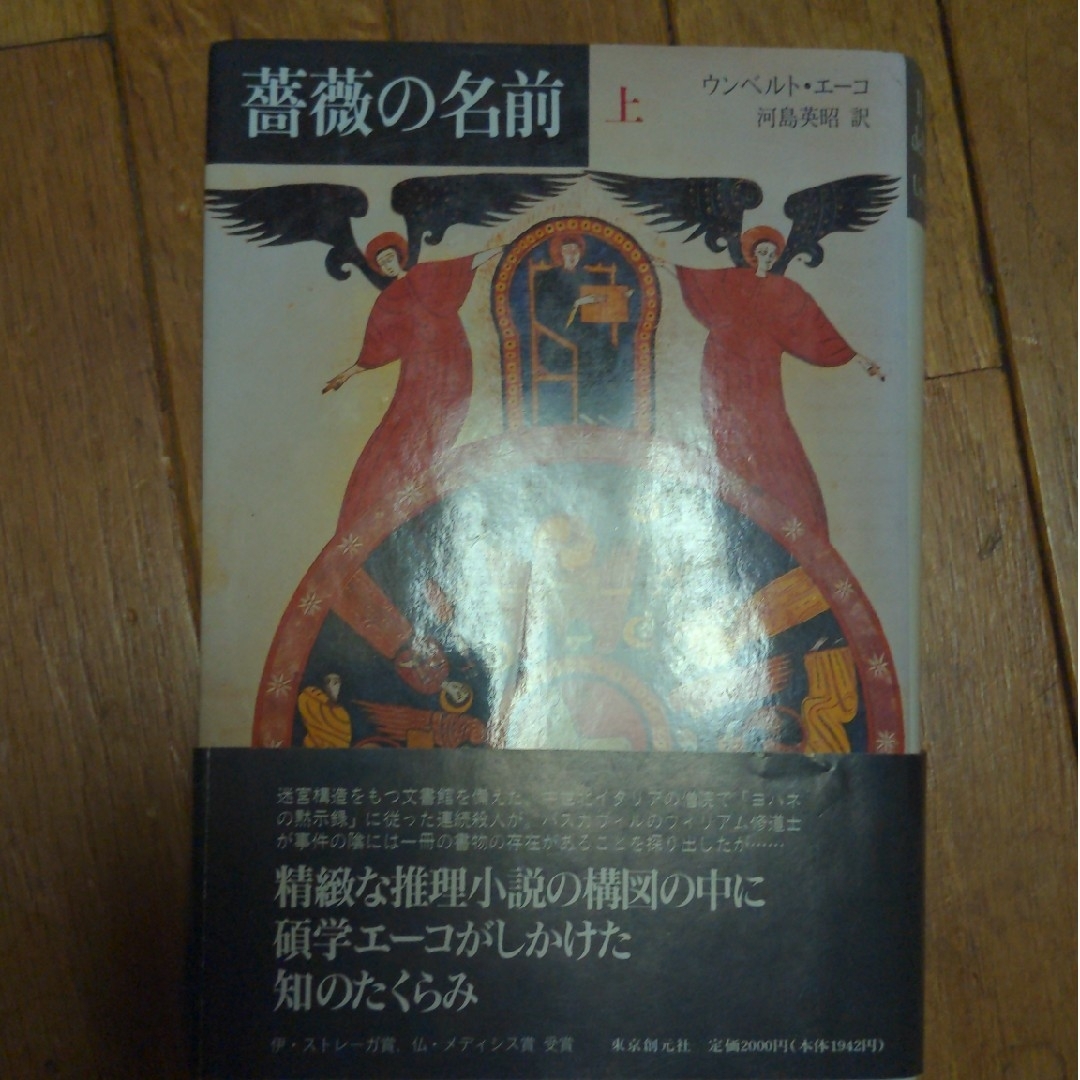 薔薇の名前
上
ウンベルト・エーコ
河島英昭 訳
迷宮構造をもつ文書館を備えた、中世北イタリアの僧院で「ヨハネ
の黙示録」に従った連続殺人が。バスカヴィルのウィリアム修道士
が事件の陰には一冊の書物の存在があることを探り出したが……
精緻な推理小説の構図の中に
碩学エーコがしかけた
知のたくらみ
伊・ストレーガ賞，仏・メディシス賞 受賞
東京創元社 定価2000円(本体1942円)